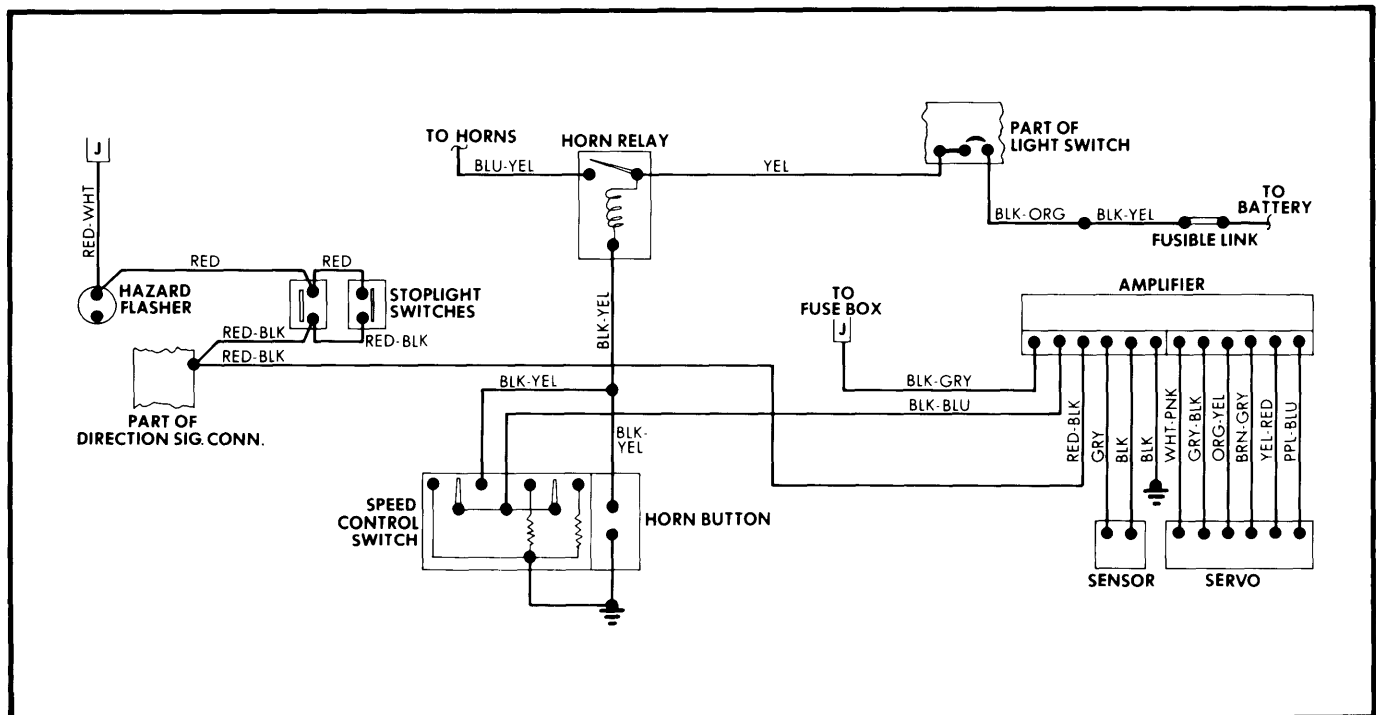 TO HORNS
HORN RELAY
PART OF
LIGHT SWITCH
J
BLU-YEL
YEL
RED-WHT
BLK-ORG
BLK-YEL
TO
BATTERY
FUSIBLE LINK
RED
RED
HAZARD
FLASHER
STOPLIGHT
SWITCHES
TO
FUSE BOX
J
AMPLIFIER
RED-BLK
RED-BLK
RED-BLK
BLK-YEL
BLK-YEL
BLK-GRY
BLK-BLU
PART OF
DIRECTION SIG. CONN.
BLK-
YEL
RED-BLK
GRY
BLK
BLK
WHT-PNK
GRY-BLK
ORG-YEL
BRN-GRY
YEL-RED
PPL-BLU
SPEED
CONTROL
SWITCH
HORN BUTTON
SENSOR
SERVO